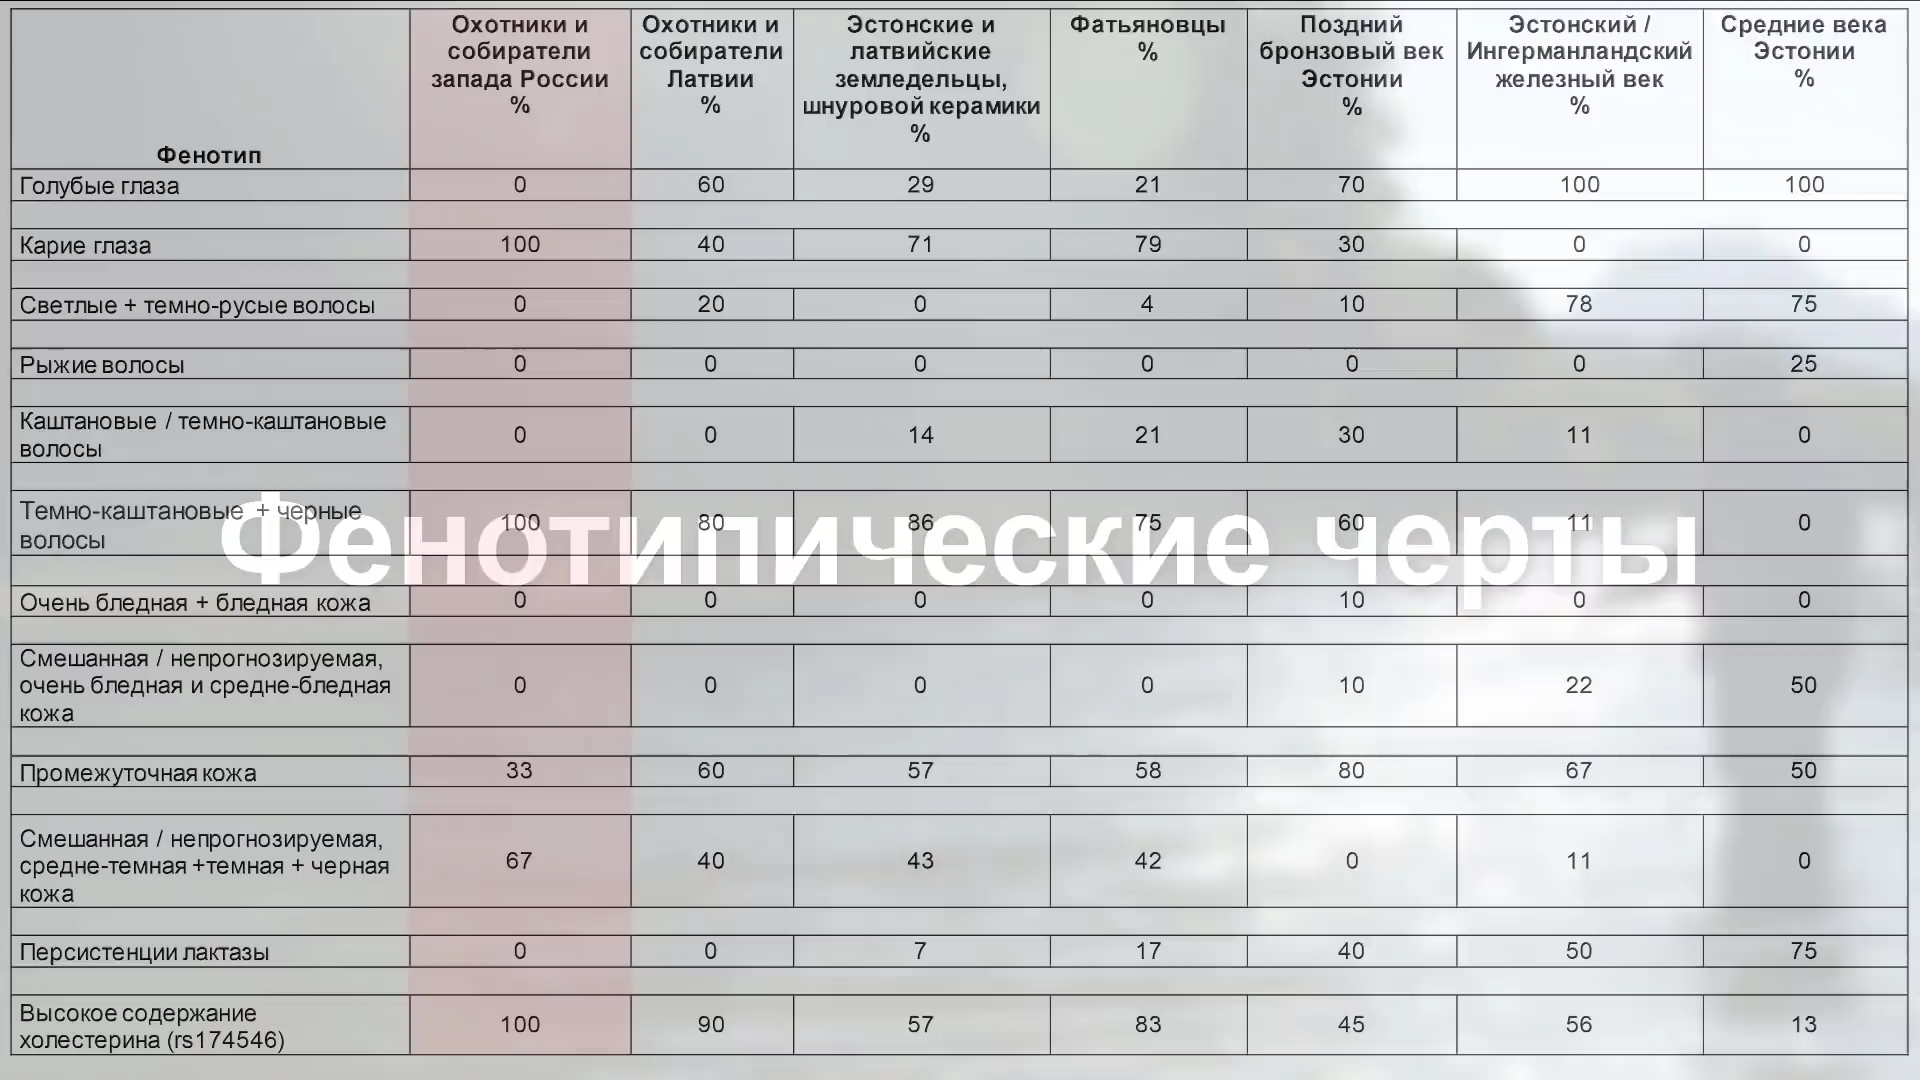 Фенотип
Охотники и
собиратели
запада России
%
Охотники и
собиратели
Латвии
%
Эстонские и
латвийские
земледельцы,
шнуровой керамики
%
Фатьяновцы
%
Поздний
бронзовый век
Эстонии
%
Эстонский /
Ингерманландский
железный век
%
Средние века
Эстонии
%
Голубые глаза 0 60 29 21 70 100 100
Карие глаза 100 40 71 79 30 0 0
Светлые + темно-русые волосы 0 20 0 4 10 78 75
Рыжие волосы 0 0 0 0 0 0 25
Каштановые / темно-каштановые
волосы 0 0 14 21 30 11 0
Темно-каштановые + черные
волосы 100 80 86 75 60 11 0
Фенотипические черты
Очень бледная + бледная кожа 0 0 0 0 10 0 0
Смешанная / непрогнозируемая,
очень бледная и средне-бледная
кожа 0 0 0 0 10 22 50
Промежуточная кожа 33 60 57 58 80 67 50
Смешанная / непрогнозируемая,
средне-темная +темная + черная
кожа 67 40 43 42 0 11 0
Персистенции лактазы 0 0 7 17 40 50 75
Высокое содержание
холестерина (rs174546) 100 90 57 83 45 56 13